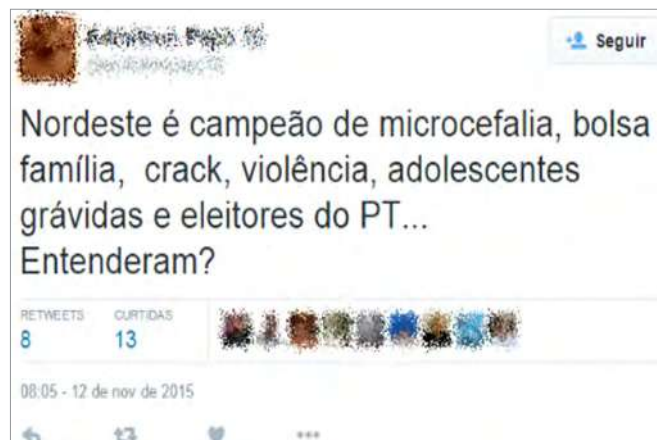 Seguir
Nordeste é campeão de microcefalia, bolsa
família, crack, violência, adolescentes
grávidas e eleitores do PT...
Entenderam?
RETWEETS CURTIDAS
8 13
08:05 - 12 de nov de 2015